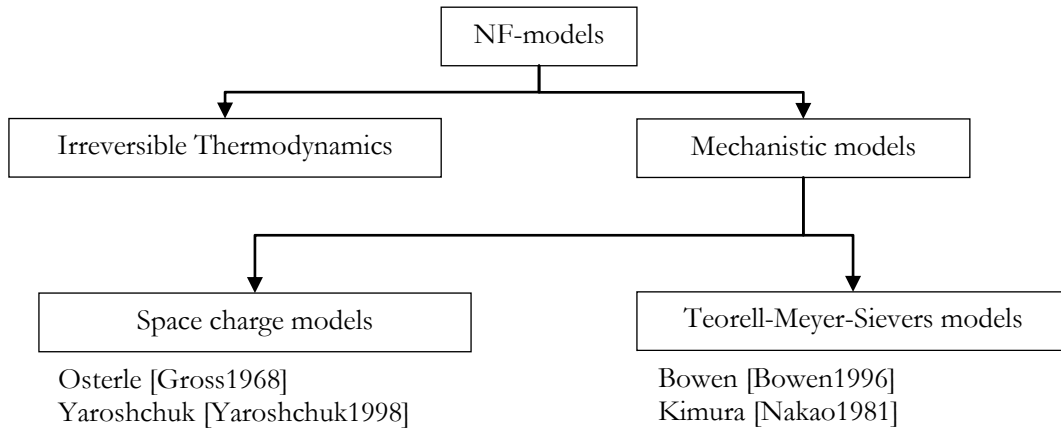 NF-models
Irreversible Thermodynamics
Mechanistic models
Space charge models
Teorell-Meyer-Sievers models
Osterle [Gross1968]
Yaroshchuk [Yaroshchuk1998]
Bowen [Bowen1996]
Kimura [Nakao1981]